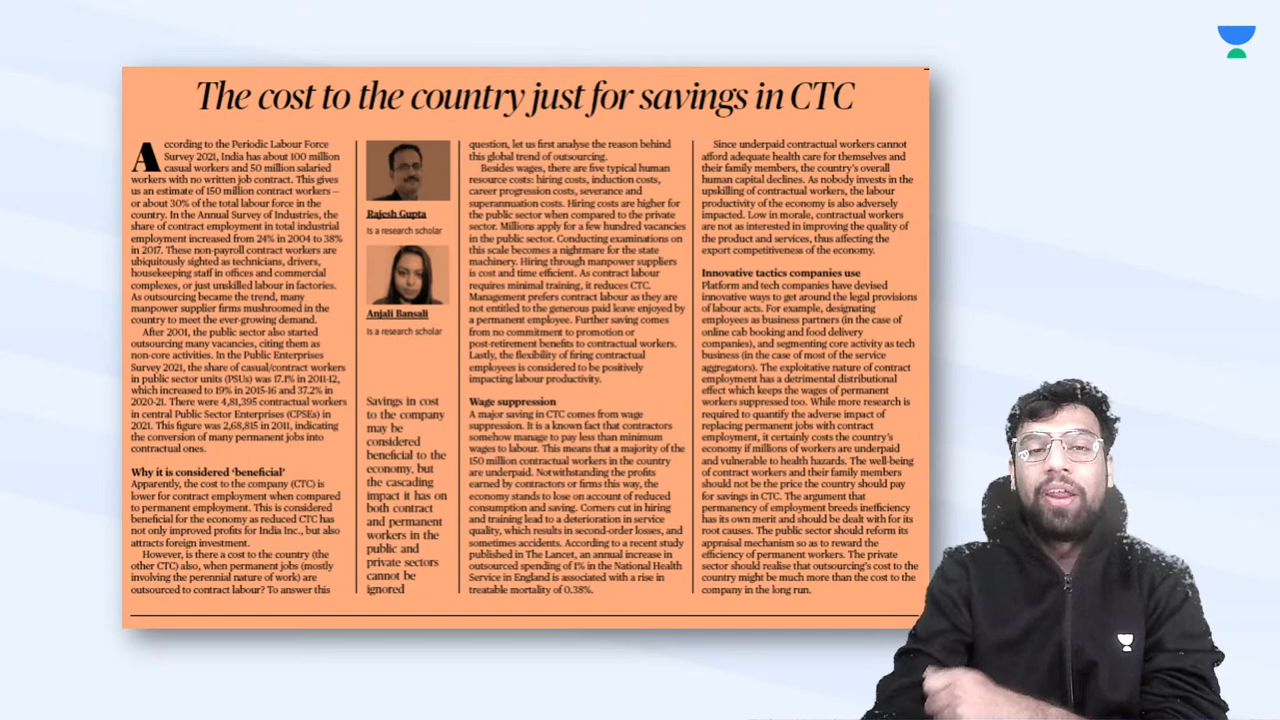 The cost to the country just for savings in CTC
According to the Periodic Labour Force
Survey 2021, India has about 100 million
casual workers and 50 million salaried
workers with no written job contract. This gives
us an estimate of 150 million contract workers —
or about 30% of the total labour force in the
country. In the Annual Survey of Industries, the
share of contract employment in total industrial
employment increased from 24% in 2004 to 38%
in 2017. These non-payroll contract workers are
ubiquitously sighted as technicians, drivers,
housekeeping staff in offices and commercial
complexes, or just unskilled labour in factories.
As outsourcing became the trend, many
manpower supplier firms mushroomed in the
country to meet the ever-growing demand.
After 2001, the public sector also started
outsourcing many vacancies, citing them as
non-core activities. In the Public Enterprises
Survey 2021, the share of casual/contract workers
in public sector units (PSUs) was 17.1% in 2011-12,
which increased to 19% in 2015-16 and 37.2% in
2020-21. There were 4,81,395 contractual workers
in central Public Sector Enterprises (CPSEs) in
2021. This figure was 2,68,815 in 2011, indicating
the conversion of many permanent jobs into
contractual ones.
Why it is considered ‘beneficial’
Apparently, the cost to the company (CTC) is
lower for contract employment when compared
to permanent employment. This is considered
beneficial for the economy as reduced CTC has
not only improved profits for India Inc., but also
attracts foreign investment.
However, is there a cost to the country (the
other CTC) also, when permanent jobs (mostly
involving the perennial nature of work) are
outsourced to contract labour? To answer this
Rajesh Gupta
Is a research scholar
Anjali Bansali
Is a research scholar
Savings in cost
to the company
may be
considered
beneficial to the
economy, but
the cascading
impact it has on
both contract
and permanent
workers in the
public and
private sectors
cannot be
ignored
question, let us first analyse the reason behind
this global trend of outsourcing.
Besides wages, there are five typical human
resource costs: hiring costs, induction costs,
career progression costs, severance and
superannuation costs. Hiring costs are higher for
the public sector when compared to the private
sector. Millions apply for a few hundred vacancies
in the public sector. Conducting examinations on
this scale becomes a nightmare for the state
machinery. Hiring through manpower suppliers
is cost and time efficient. As contract labour
requires minimal training, it reduces CTC.
Management prefers contract labour as they are
not entitled to the generous paid leave enjoyed by
a permanent employee. Further saving comes
from no commitment to promotion or
post-retirement benefits to contractual workers.
Lastly, the flexibility of firing contractual
employees is considered to be positively
impacting labour productivity.
Wage suppression
A major saving in CTC comes from wage
suppression. It is a known fact that contractors
somehow manage to pay less than minimum
wages to labour. This means that a majority of the
150 million contractual workers in the country
are underpaid. Notwithstanding the profits
earned by contractors or firms this way, the
economy stands to lose on account of reduced
consumption and saving. Corners cut in hiring
and training lead to a deterioration in service
quality, which results in second-order losses, and
sometimes accidents. According to a recent study
published in The Lancet, an annual increase in
outsourced spending of 1% in the National Health
Service in England is associated with a rise in
treatable mortality of 0.38%.
Since underpaid contractual workers cannot
afford adequate health care for themselves and
their family members, the country's overall
human capital declines. As nobody invests in the
upskilling of contractual workers, the labour
productivity of the economy is also adversely
impacted. Low in morale, contractual workers
are not as interested in improving the quality of
the product and services, thus affecting the
export competitiveness of the economy.
Innovative tactics companies use
Platform and tech companies have devised
innovative ways to get around the legal provisions
of labour acts. For example, designating
employees as business partners (in the case of
online cab booking and food delivery
companies), and segmenting core activity as tech
business (in the case of most of the service
aggregators). The exploitative nature of contract
employment has a detrimental distributional
effect which keeps the wages of permanent
workers suppressed too. While more research is
required to quantify the adverse impact of
replacing permanent jobs with contract
employment, it certainly costs the country's
economy if millions of workers are underpaid
and vulnerable to health hazards. The well-being
of contract workers and their family members
should not be the price the country should pay
for savings in CTC. The argument that
permanency of employment breeds inefficiency
has its own merit and should be dealt with for its
root causes. The public sector should reform its
appraisal mechanism so as to reward the
efficiency of permanent workers. The private
sector should realise that outsourcing's cost to the
country might be much more than the cost to the
company in the long run.